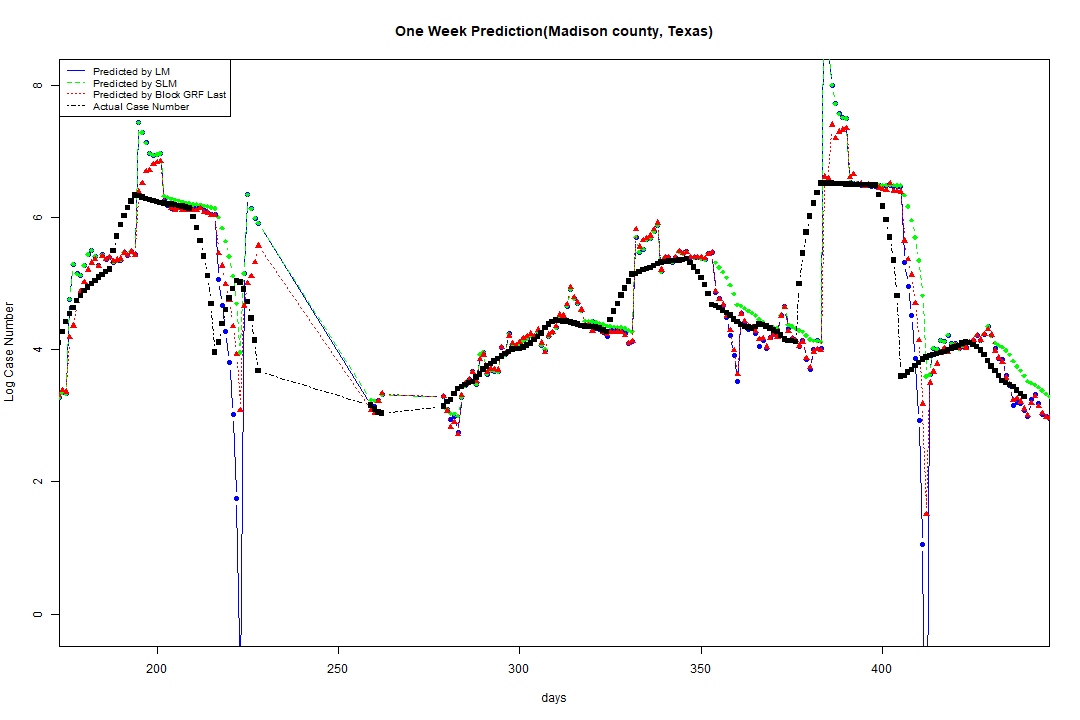 One Week Prediction(Madison county, Texas)
Predicted by LM
Predicted by SLM
Predicted by Block GRF Last
Actual Case Number
8
6
4
2
0
Log Case Number
200 250 300 350 400
days